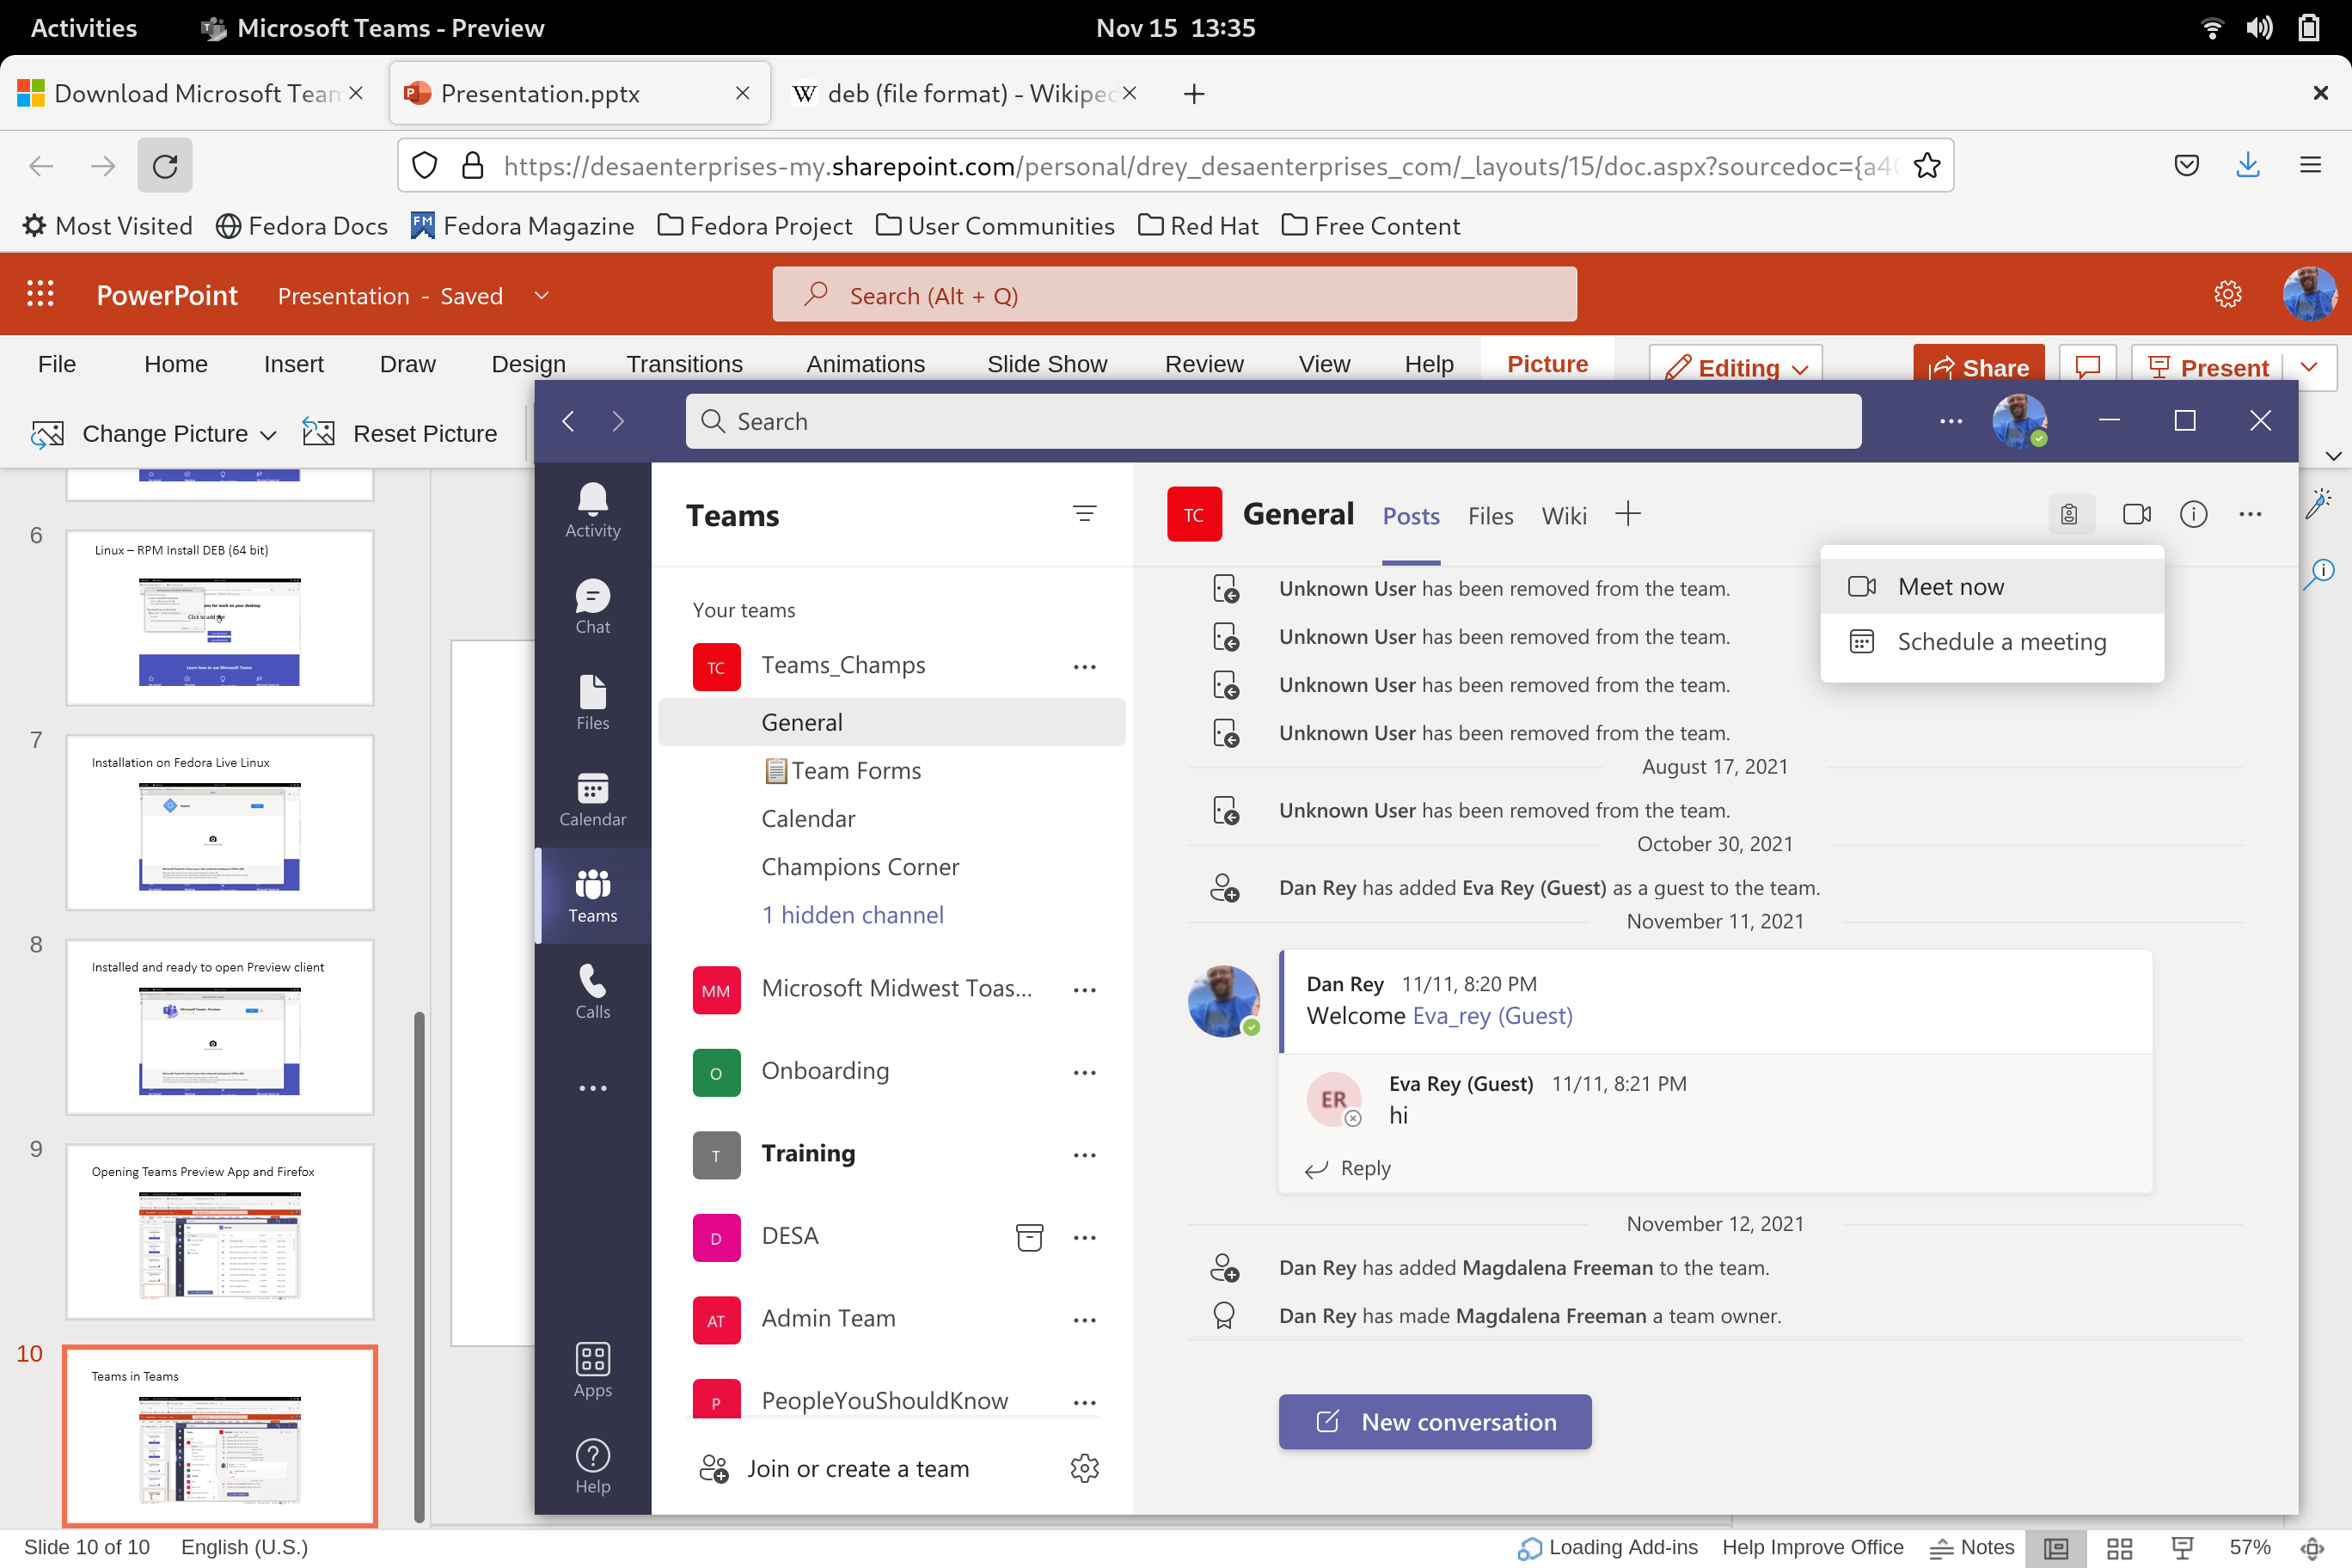 Activities Microsoft Teams - Preview Nov 15 13:35
Download Microsoft Team Presentation.pptx deb (file format) - Wikiped
https://desaenterprises-my.sharepoint.com/personal/drey_desaenterprises_com/_layouts/15/doc.aspx?sourcedoc={a4
Most Visited Fedora Docs Fedora Magazine Fedora Project User Communities Red Hat Free Content
PowerPoint Presentation - Saved Search (Alt + Q)
File Home Insert Draw Design Transitions Animations Slide Show Review View Help Picture Editing Share Present
Change Picture Reset Picture
6
Linux – RPM Install DEB (64 bit)
Learn how to use Microsoft Teams
7
Installation on Fedora Live Linux
8
Installed and ready to open Preview client
9
Opening Teams Preview App and Firefox
10
Teams in Teams
Search
Activity
Chat
Files
Calendar
Teams
Calls
Apps
Help
Teams
Your teams
TC Teams_Champs
General
Team Forms
Calendar
Champions Corner
1 hidden channel
MM Microsoft Midwest Toas...
O Onboarding
T Training
D DESA
AT Admin Team
P PeopleYouShouldKnow
Join or create a team
TC General Posts Files Wiki
Meet now
Schedule a meeting
Unknown User has been removed from the team.
Unknown User has been removed from the team.
Unknown User has been removed from the team.
Unknown User has been removed from the team.
August 17, 2021
Unknown User has been removed from the team.
October 30, 2021
Dan Rey has added Eva Rey (Guest) as a guest to the team.
November 11, 2021
Dan Rey 11/11, 8:20 PM
Welcome Eva_rey (Guest)
ER Eva Rey (Guest) 11/11, 8:21 PM
hi
Reply
November 12, 2021
Dan Rey has added Magdalena Freeman to the team.
Dan Rey has made Magdalena Freeman a team owner.
New conversation
Slide 10 of 10 English (U.S.) Loading Add-ins Help Improve Office Notes 57%